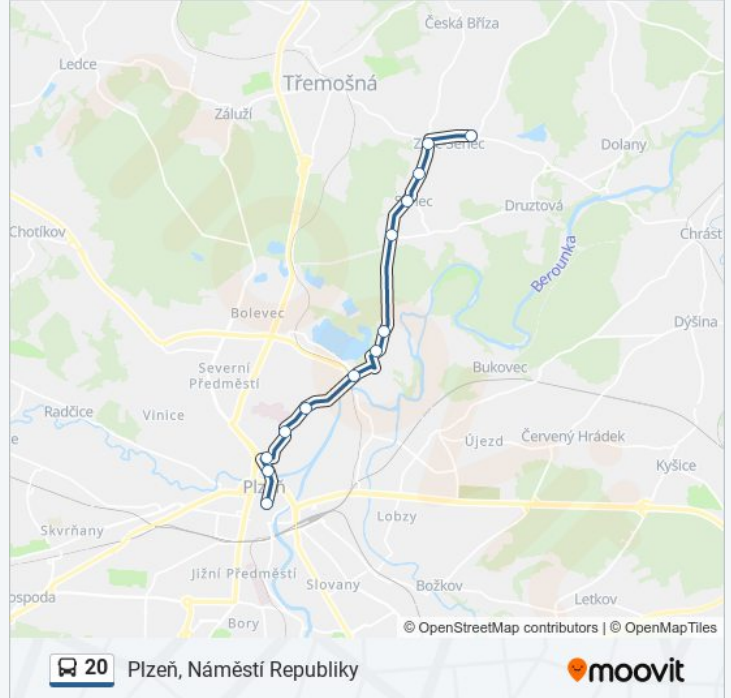 Česká Bříza
Ledce
Třemošná
Záluží
Dolany
Druztová
Chotíkov
Chrást
Berounka
Bolevec
Dýšina
Severní
Předměstí
Bukovec
Radčice
Vinice
Újezd
Červený Hrádek
Kyšice
Plzeň
Skvrňany
Lobzy
Jižní Předměstí
Slovany
Božkov
Letkov
Bory
© OpenStreetMap contributors | © OpenMapTiles
20 Plzeň, Náměstí Republiky
moovit